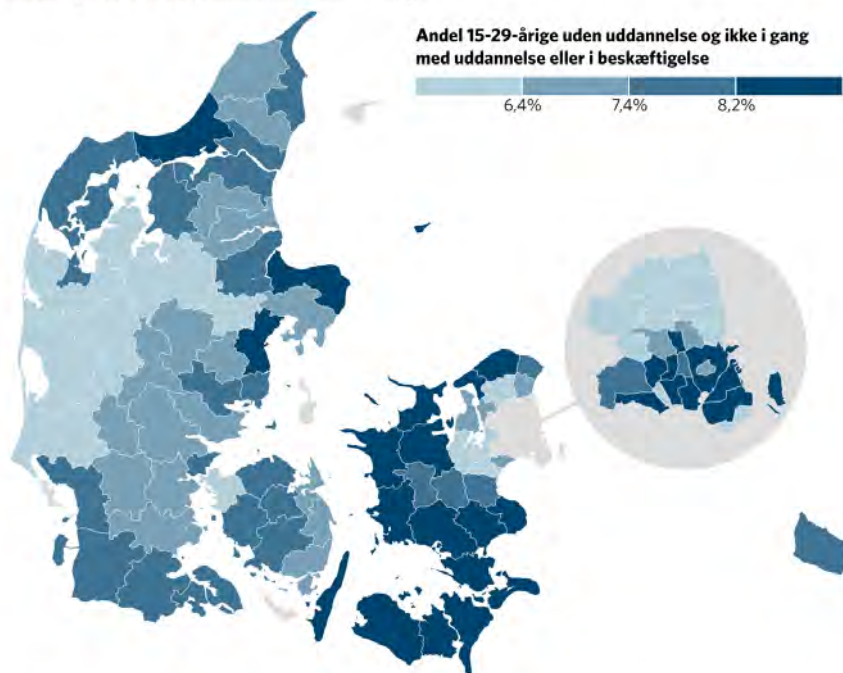 Andel 15-29-årige uden uddannelse og ikke i gang
med uddannelse eller i beskæftigelse
6,4% 7,4% 8,2%